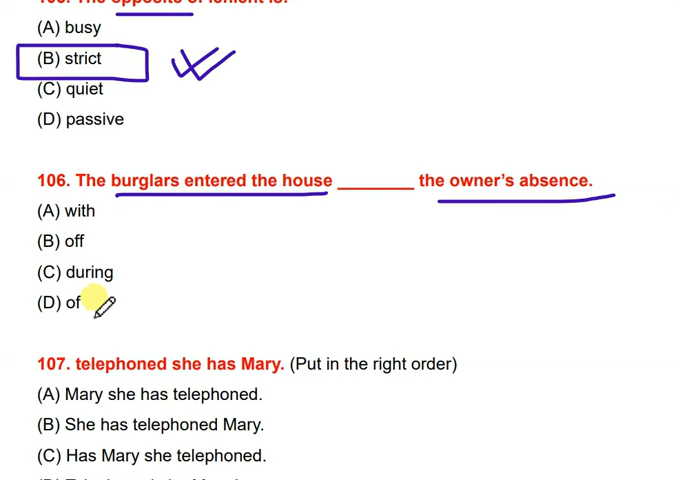 (A) busy
(B) strict
(C) quiet
(D) passive
106. The burglars entered the house ________ the owner's absence.
(A) with
(B) off
(C) during
(D) of
107. telephoned she has Mary. (Put in the right order)
(A) Mary she has telephoned.
(B) She has telephoned Mary.
(C) Has Mary she telephoned.